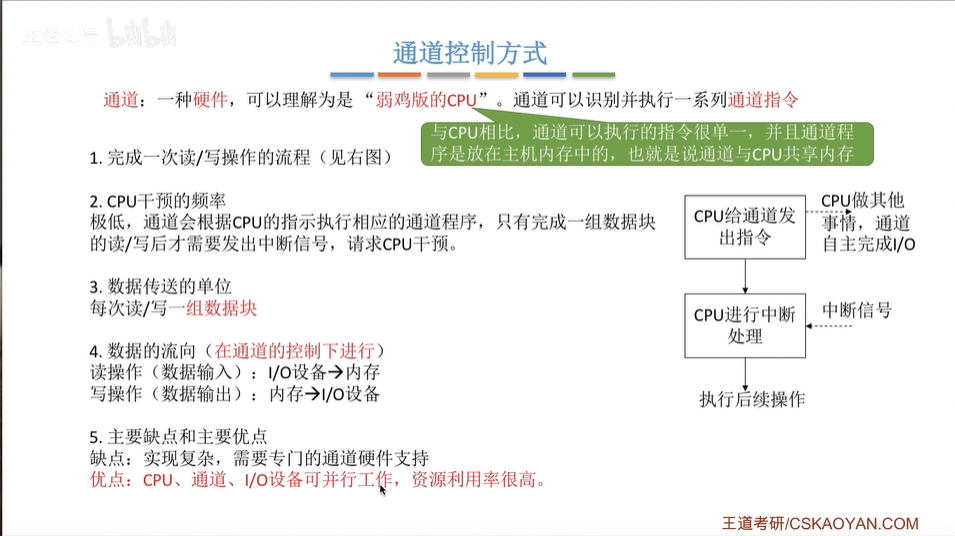 王道考研 bilibili
通道控制方式
通道：一种硬件，可以理解为是“弱鸡版的CPU”。通道可以识别并执行一系列通道指令
与CPU相比，通道可以执行的指令很单一，并且通道程
序是放在主机内存中的，也就是说通道与CPU共享内存
1. 完成一次读/写操作的流程（见右图）
2. CPU干预的频率
极低，通道会根据CPU的指示执行相应的通道程序，只有完成一组数据块
的读/写后才需要发出中断信号，请求CPU干预。
3. 数据传送的单位
每次读/写一组数据块
4. 数据的流向（在通道的控制下进行）
读操作（数据输入）：I/O设备→内存
写操作（数据输出）：内存→I/O设备
5. 主要缺点和主要优点
缺点：实现复杂，需要专门的通道硬件支持
优点：CPU、通道、I/O设备可并行工作，资源利用率很高。
CPU给通道发
出指令
CPU做其他
事情，通道
自主完成I/O
CPU进行中断
处理
中断信号
执行后续操作
王道考研/CSKAOYAN.COM